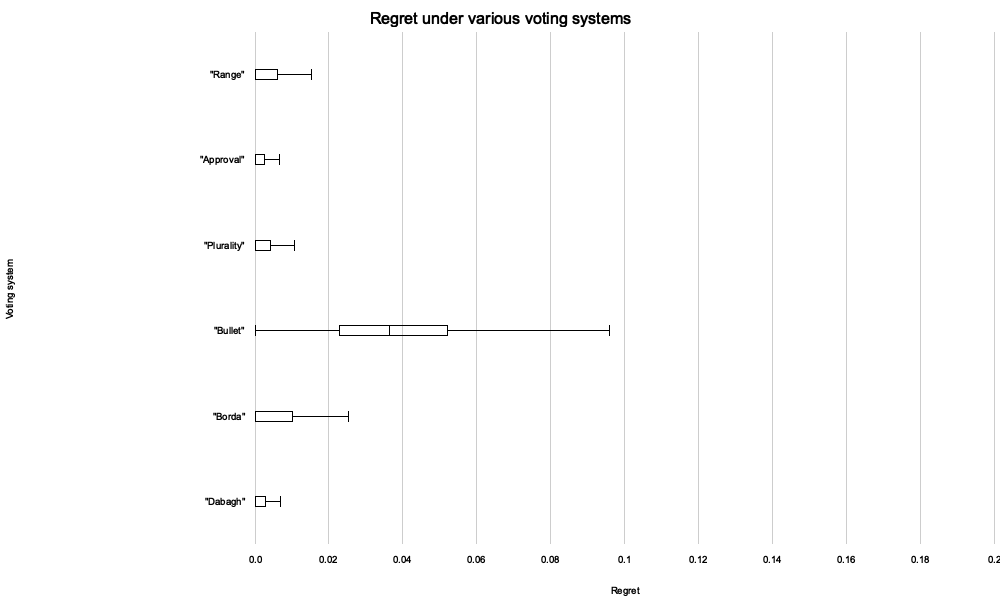 Regret under various voting systems
Voting system
"Range"
"Approval"
"Plurality"
"Bullet"
"Borda"
"Dabagh"
0.0 0.02 0.04 0.06 0.08 0.1 0.12 0.14 0.16 0.18 0.2
Regret